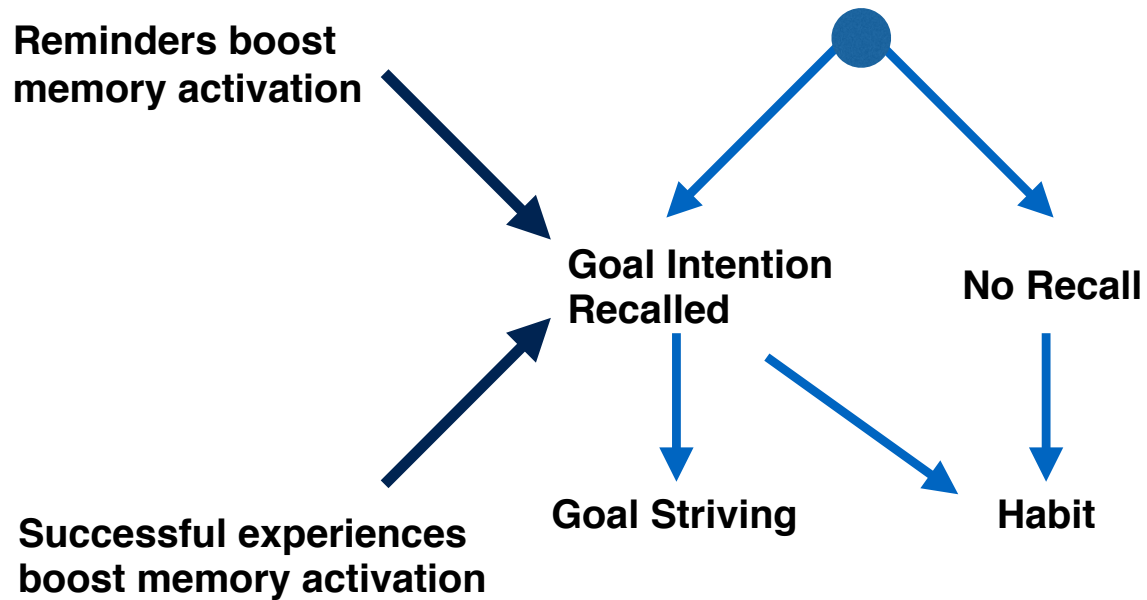 Reminders boost
memory activation
Goal Intention
Recalled
No Recall
Goal Striving
Habit
Successful experiences
boost memory activation